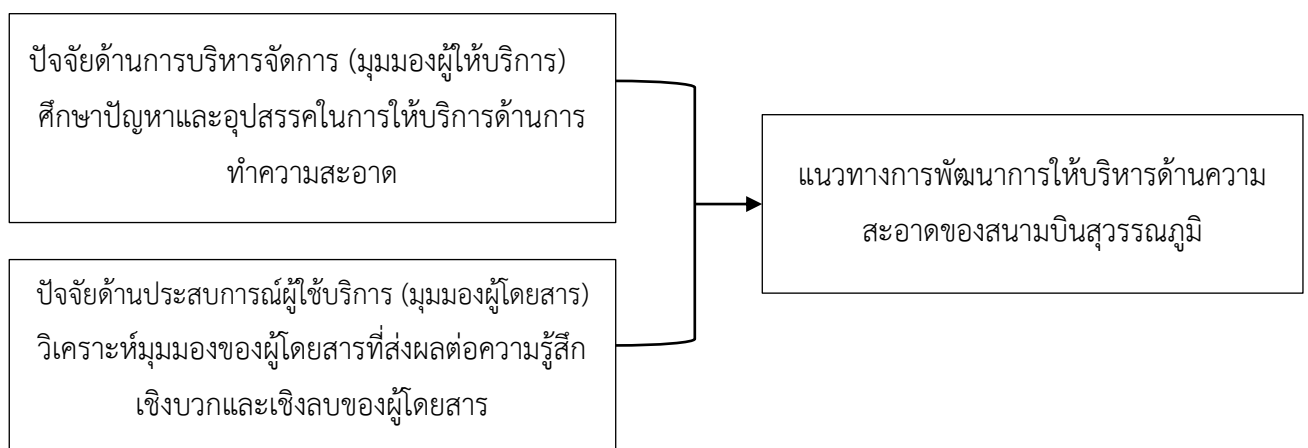 ปัจจัยด้านการบริหารจัดการ (มุมมองผู้ให้บริการ)
ศึกษาปัญหาและอุปสรรคในการให้บริการด้านการ
ทำความสะอาด
ปัจจัยด้านประสบการณ์ผู้ใช้บริการ (มุมมองผู้โดยสาร)
วิเคราะห์มุมมองของผู้โดยสารที่ส่งผลต่อความรู้สึก
เชิงบวกและเชิงลบของผู้โดยสาร
แนวทางการพัฒนาการให้บริหารด้านความ
สะอาดของสนามบินสุวรรณภูมิ